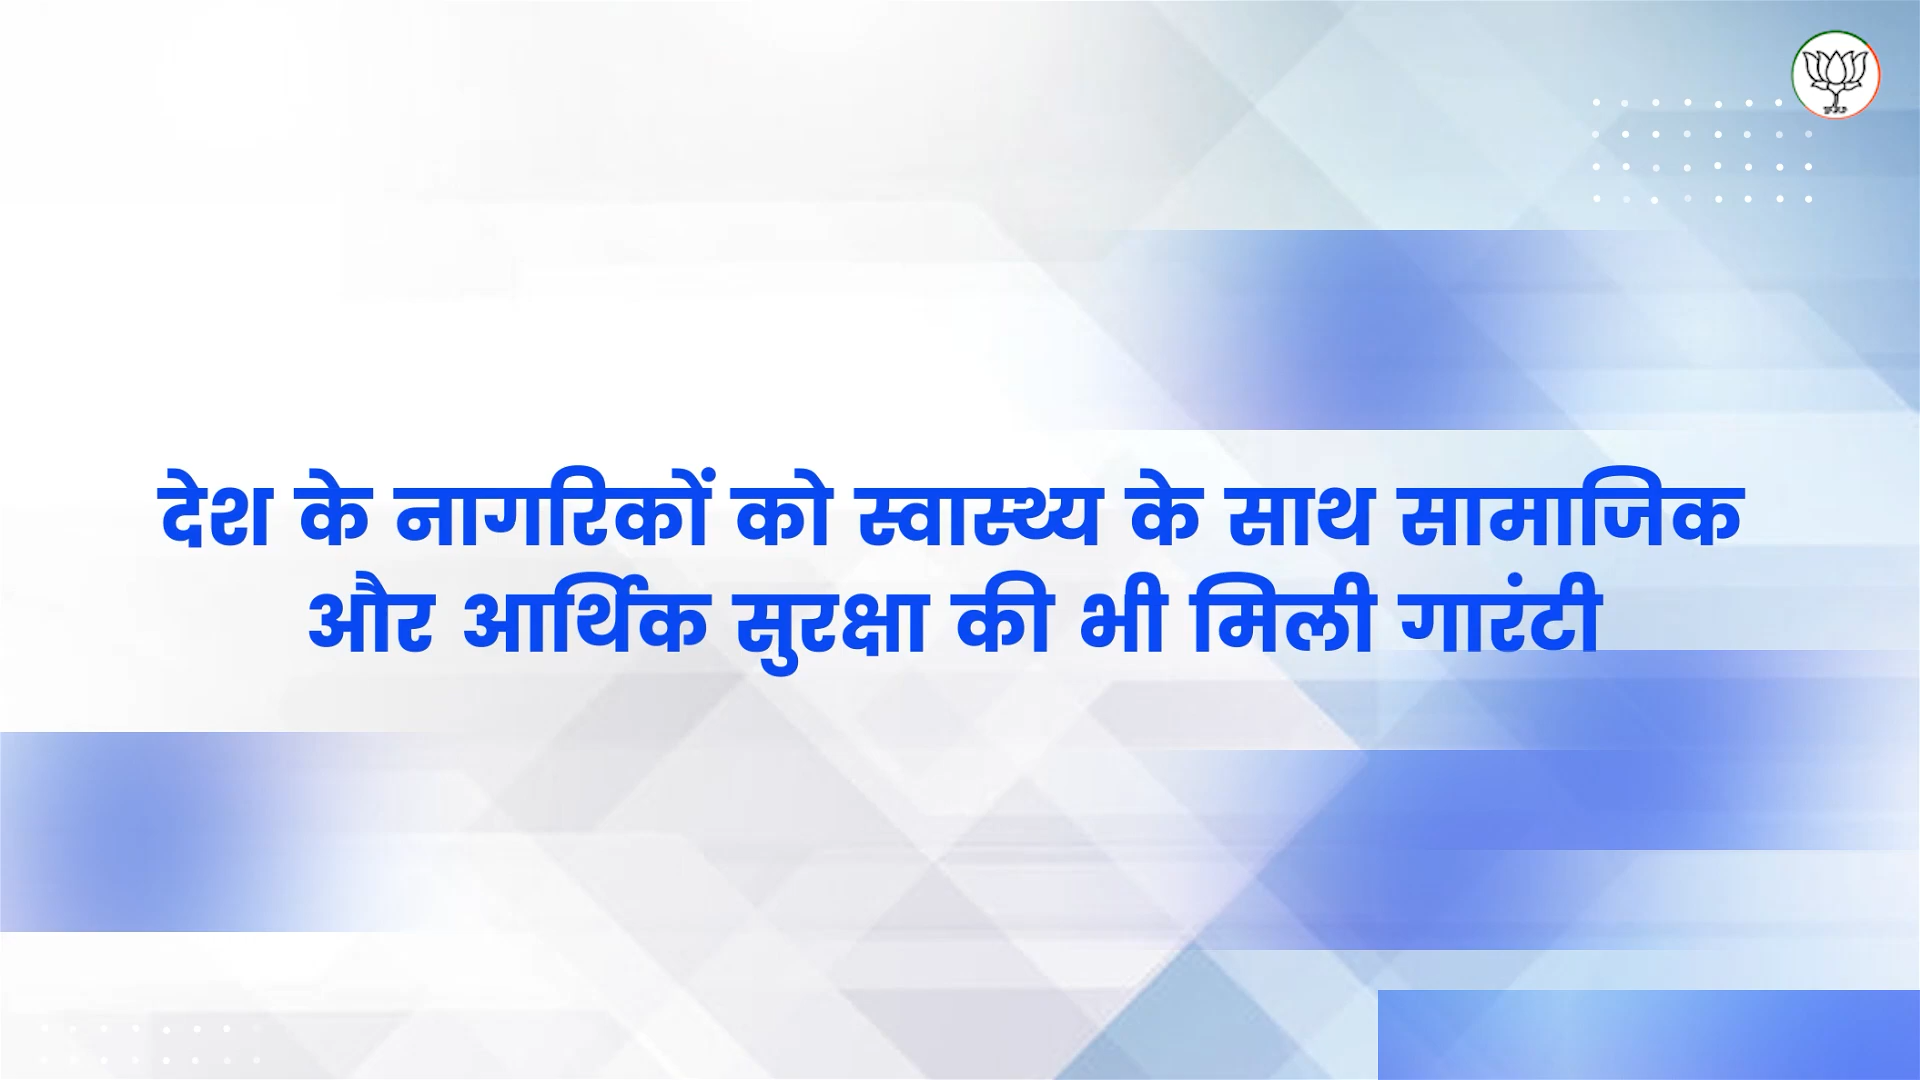 देश के नागरिकों को स्वास्थ्य के साथ सामाजिक
और आर्थिक सुरक्षा की भी मिली गारंटी